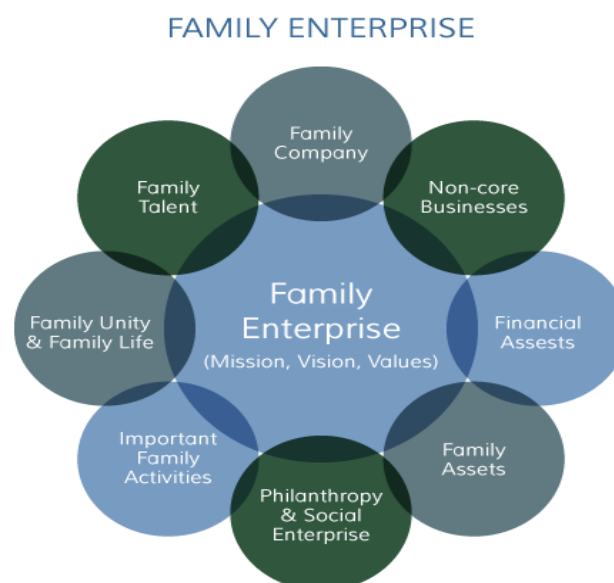 FAMILY ENTERPRISE
Family
Company
Non-core
Businesses
Financial
Assests
Family
Assets
Philanthropy
& Social
Enterprise
Important
Family
Activities
Family Unity
& Family Life
Family
Talent
Family
Enterprise
(Mission, Vision, Values)